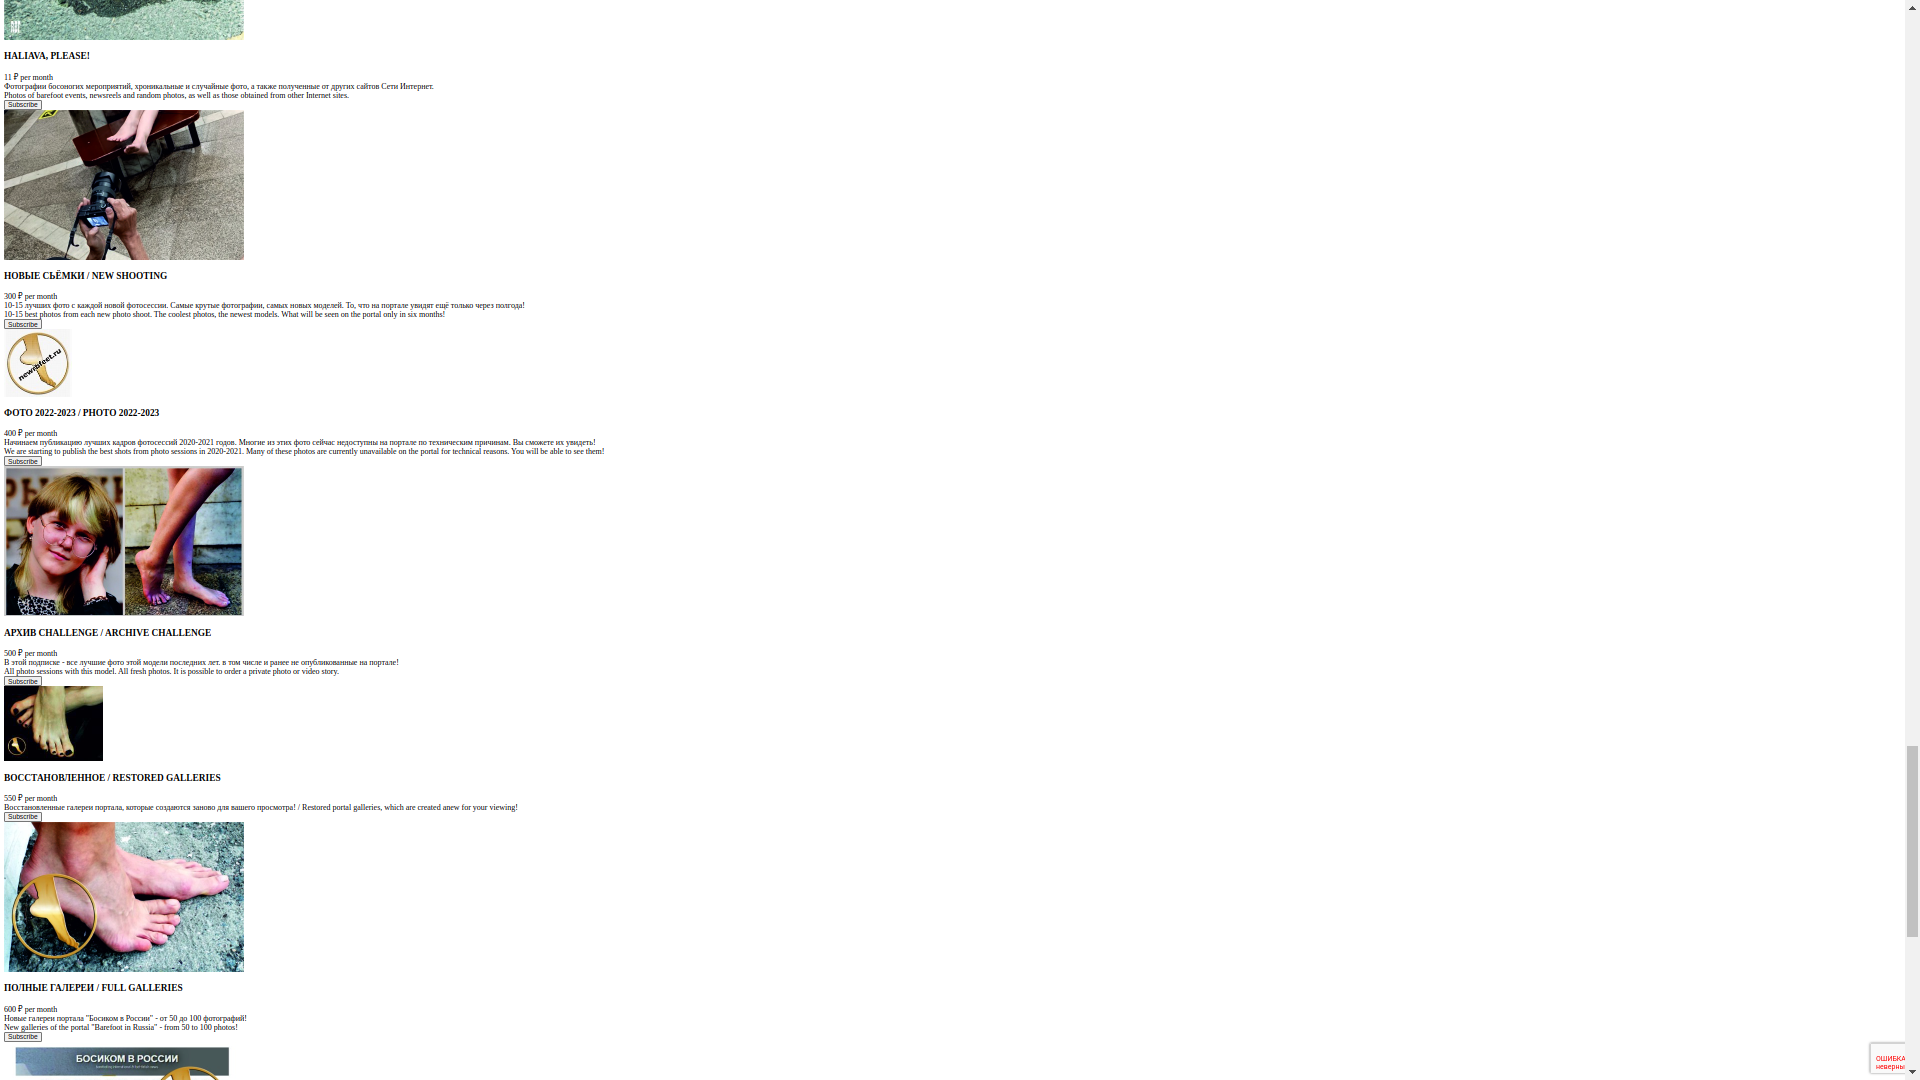 HALIAVA, PLEASE!
11 ₽ per month
Фотографии босоногих мероприятий, хроникальные и случайные фото, а также полученные от других сайтов Сети Интернет.
Photos of barefoot events, newsreels and random photos, as well as those obtained from other Internet sites.
Subscribe
НОВЫЕ СЬЁМКИ / NEW SHOOTING
300 ₽ per month
10-15 лучших фото с каждой новой фотосессии. Самые крутые фотографии, самых новых моделей. То, что на портале увидят ещё только через полгода!
10-15 best photos from each new photo shoot. The coolest photos, the newest models. What will be seen on the portal only in six months!
Subscribe
newrbfeet.ru
ФОТО 2022-2023 / PHOTO 2022-2023
400 ₽ per month
Начинаем публикацию лучших кадров фотосессий 2020-2021 годов. Многие из этих фото сейчас недоступны на портале по техническим причинам. Вы сможете их увидеть!
We are starting to publish the best shots from photo sessions in 2020-2021. Many of these photos are currently unavailable on the portal for technical reasons. You will be able to see them!
Subscribe
АРХИВ CHALLENGE / ARCHIVE CHALLENGE
500 ₽ per month
В этой подписке - все лучшие фото этой модели последних лет. в том числе и ранее не опубликованные на портале!
All photo sessions with this model. All fresh photos. It is possible to order a private photo or video story.
Subscribe
ВОССТАНОВЛЕННОЕ / RESTORED GALLERIES
550 ₽ per month
Восстановленные галереи портала, которые создаются заново для вашего просмотра! / Restored portal galleries, which are created anew for your viewing!
Subscribe
ПОЛНЫЕ ГАЛЕРЕИ / FULL GALLERIES
600 ₽ per month
Новые галереи портала "Босиком в России" - от 50 до 100 фотографий!
New galleries of the portal "Barefoot in Russia" - from 50 to 100 photos!
Subscribe
БОСИКОМ В РОССИИ
ОШИБКА
неверны